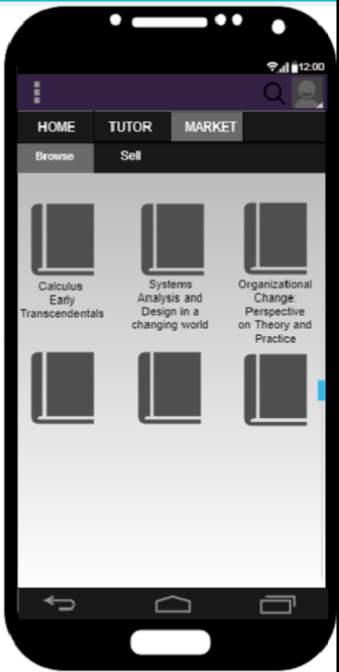 12:00
HOME TUTOR MARKET
Browse Sell
Calculus
Early
Transcendentals
Systems
Analysis and
Design in a
changing world
Organizational
Change:
Perspective
on Theory and
Practice